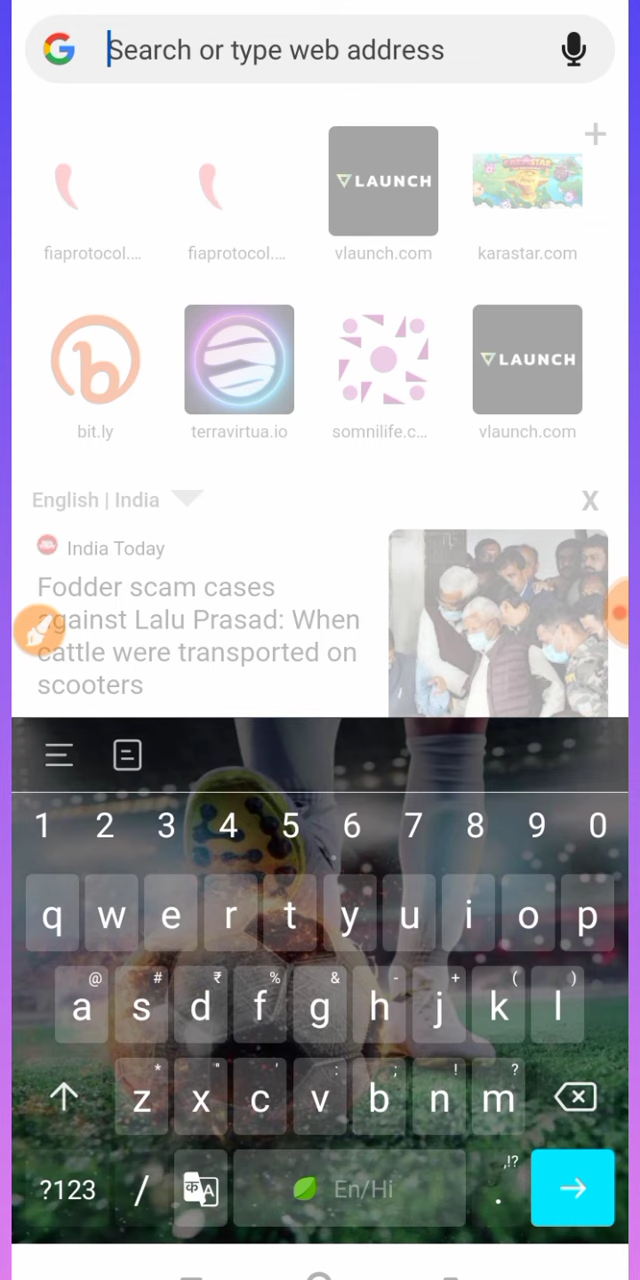 Search or type web address
VLAUNCH
fiaprotocol....
fiaprotocol....
vlaunch.com
karastar.com
VLAUNCH
bit.ly
terravirtua.io
somnilife.c...
vlaunch.com
English | India
X
India Today
Fodder scam cases
against Lalu Prasad: When
cattle were transported on
scooters
1 2 3 4 5 6 7 8 9 0
q w e r t y u i o p
@ # ₹ % & - + ( )
a s d f g h j k l
* " ' : ; ! ?
z x c v b n m
,!?
?123 / क A En/Hi .